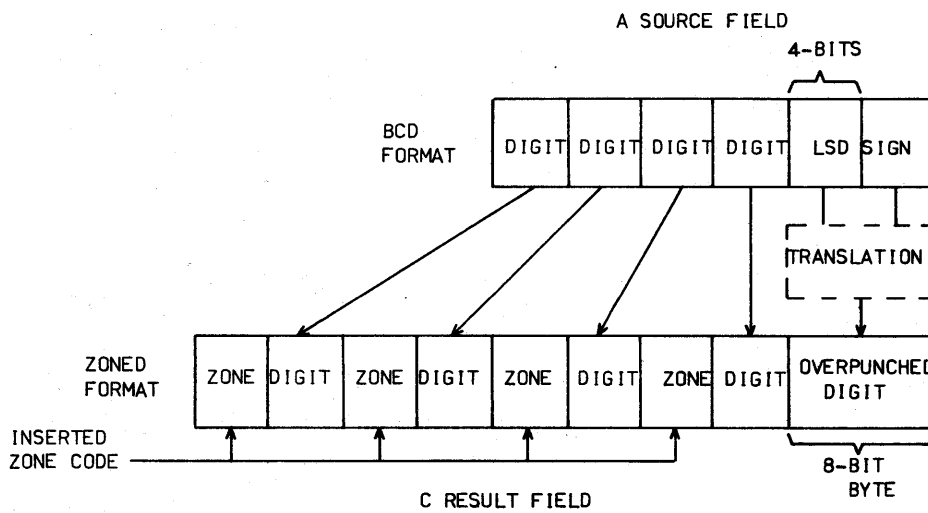 A SOURCE FIELD
4-BITS
BCD
FORMAT
DIGIT DIGIT DIGIT DIGIT LSD SIGN
TRANSLATION
ZONED
FORMAT
ZONE DIGIT ZONE DIGIT ZONE DIGIT ZONE DIGIT OVERPUNCHED
DIGIT
INSERTED
ZONE CODE
8-BIT
BYTE
C RESULT FIELD